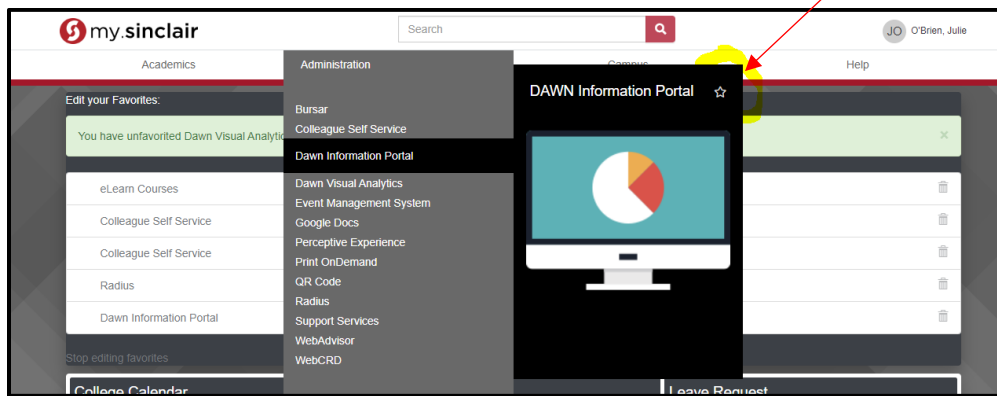 my.sinclair
Search
JO O'Brien, Julie
Academics
Administration
Campus
Help
Edit your Favorites:
You have unfavorited Dawn Visual Analytic
×
eLearn Courses
Colleague Self Service
Colleague Self Service
Radius
Dawn Information Portal
Stop editing favorites
Bursar
Colleague Self Service
Dawn Information Portal
Dawn Visual Analytics
Event Management System
Google Docs
Perceptive Experience
Print OnDemand
QR Code
Radius
Support Services
WebAdvisor
WebCRD
DAWN Information Portal
College Calendar
Leave Request